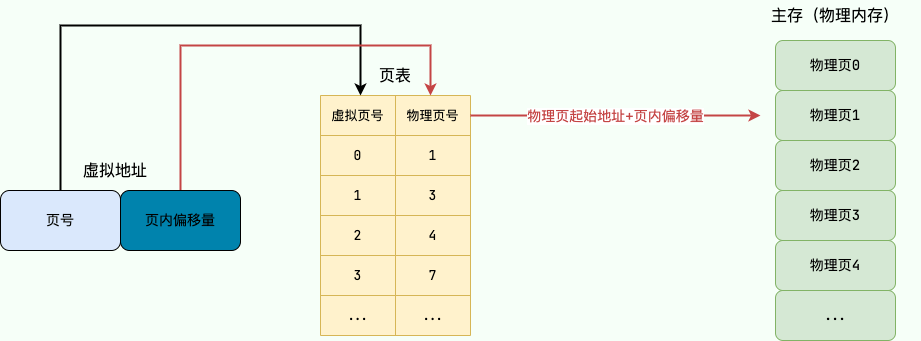 主存（物理内存）
物理页0
页表
虚拟页号 物理页号
物理页起始地址+页内偏移量
物理页1
0 1
虚拟地址
物理页2
1 3
页号 页内偏移量
物理页3
2 4
3 7
物理页4
... ...
...